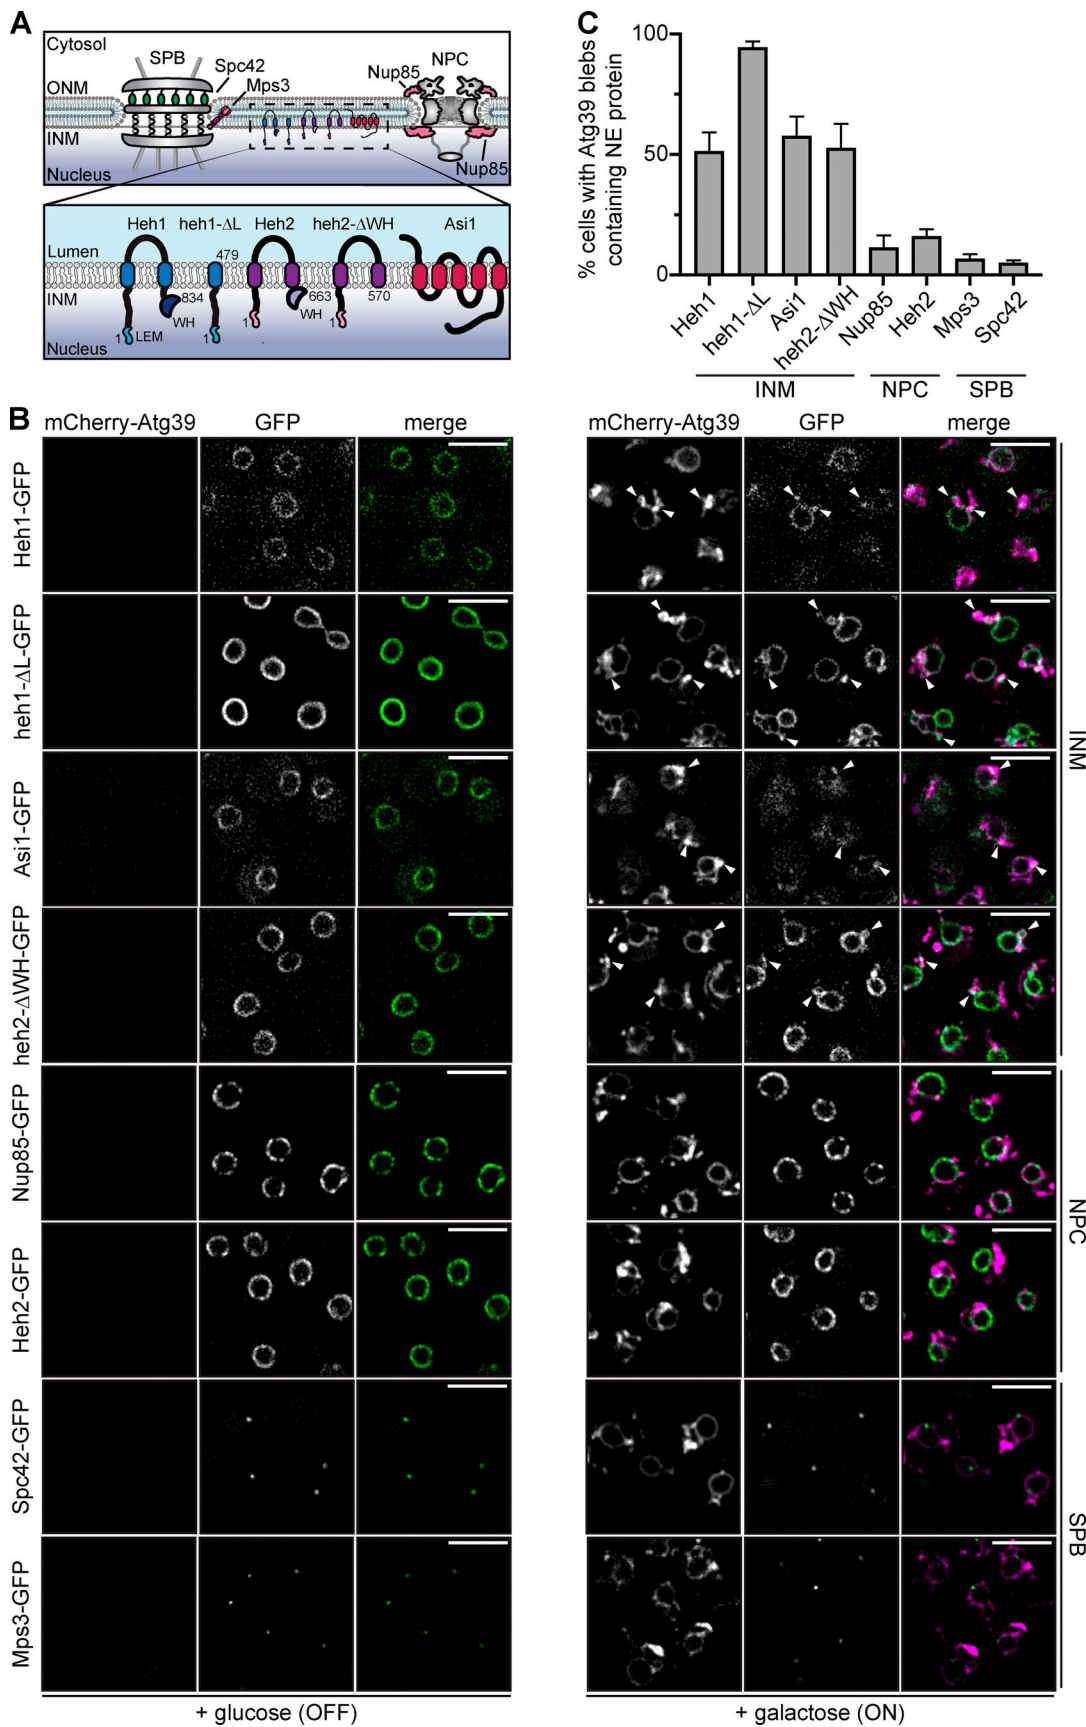 A
Cytosol
SPB
NPC
ONM
Spc42
Nup85
Mps3
INM
Nup85
Nucleus
Heh1
heh1-ΔL
Heh2
heh2-ΔWH
Asi1
Lumen
479
INM
834
663
570
WH
WH
1
LEM
1
1
1
Nucleus
C
% cells with Atg39 blebs
containing NE protein
100
50
0
Heh1
heh1-ΔL
Asi1
heh2-ΔWH
Nup85
Heh2
Mps3
Spc42
INM
NPC
SPB
B
mCherry-Atg39
GFP
merge
mCherry-Atg39
GFP
merge
Heh1-GFP
heh1-ΔL-GFP
Asi1-GFP
heh2-ΔWH-GFP
Nup85-GFP
Heh2-GFP
Spc42-GFP
Mps3-GFP
INM
NPC
SPB
+ glucose (OFF)
+ galactose (ON)